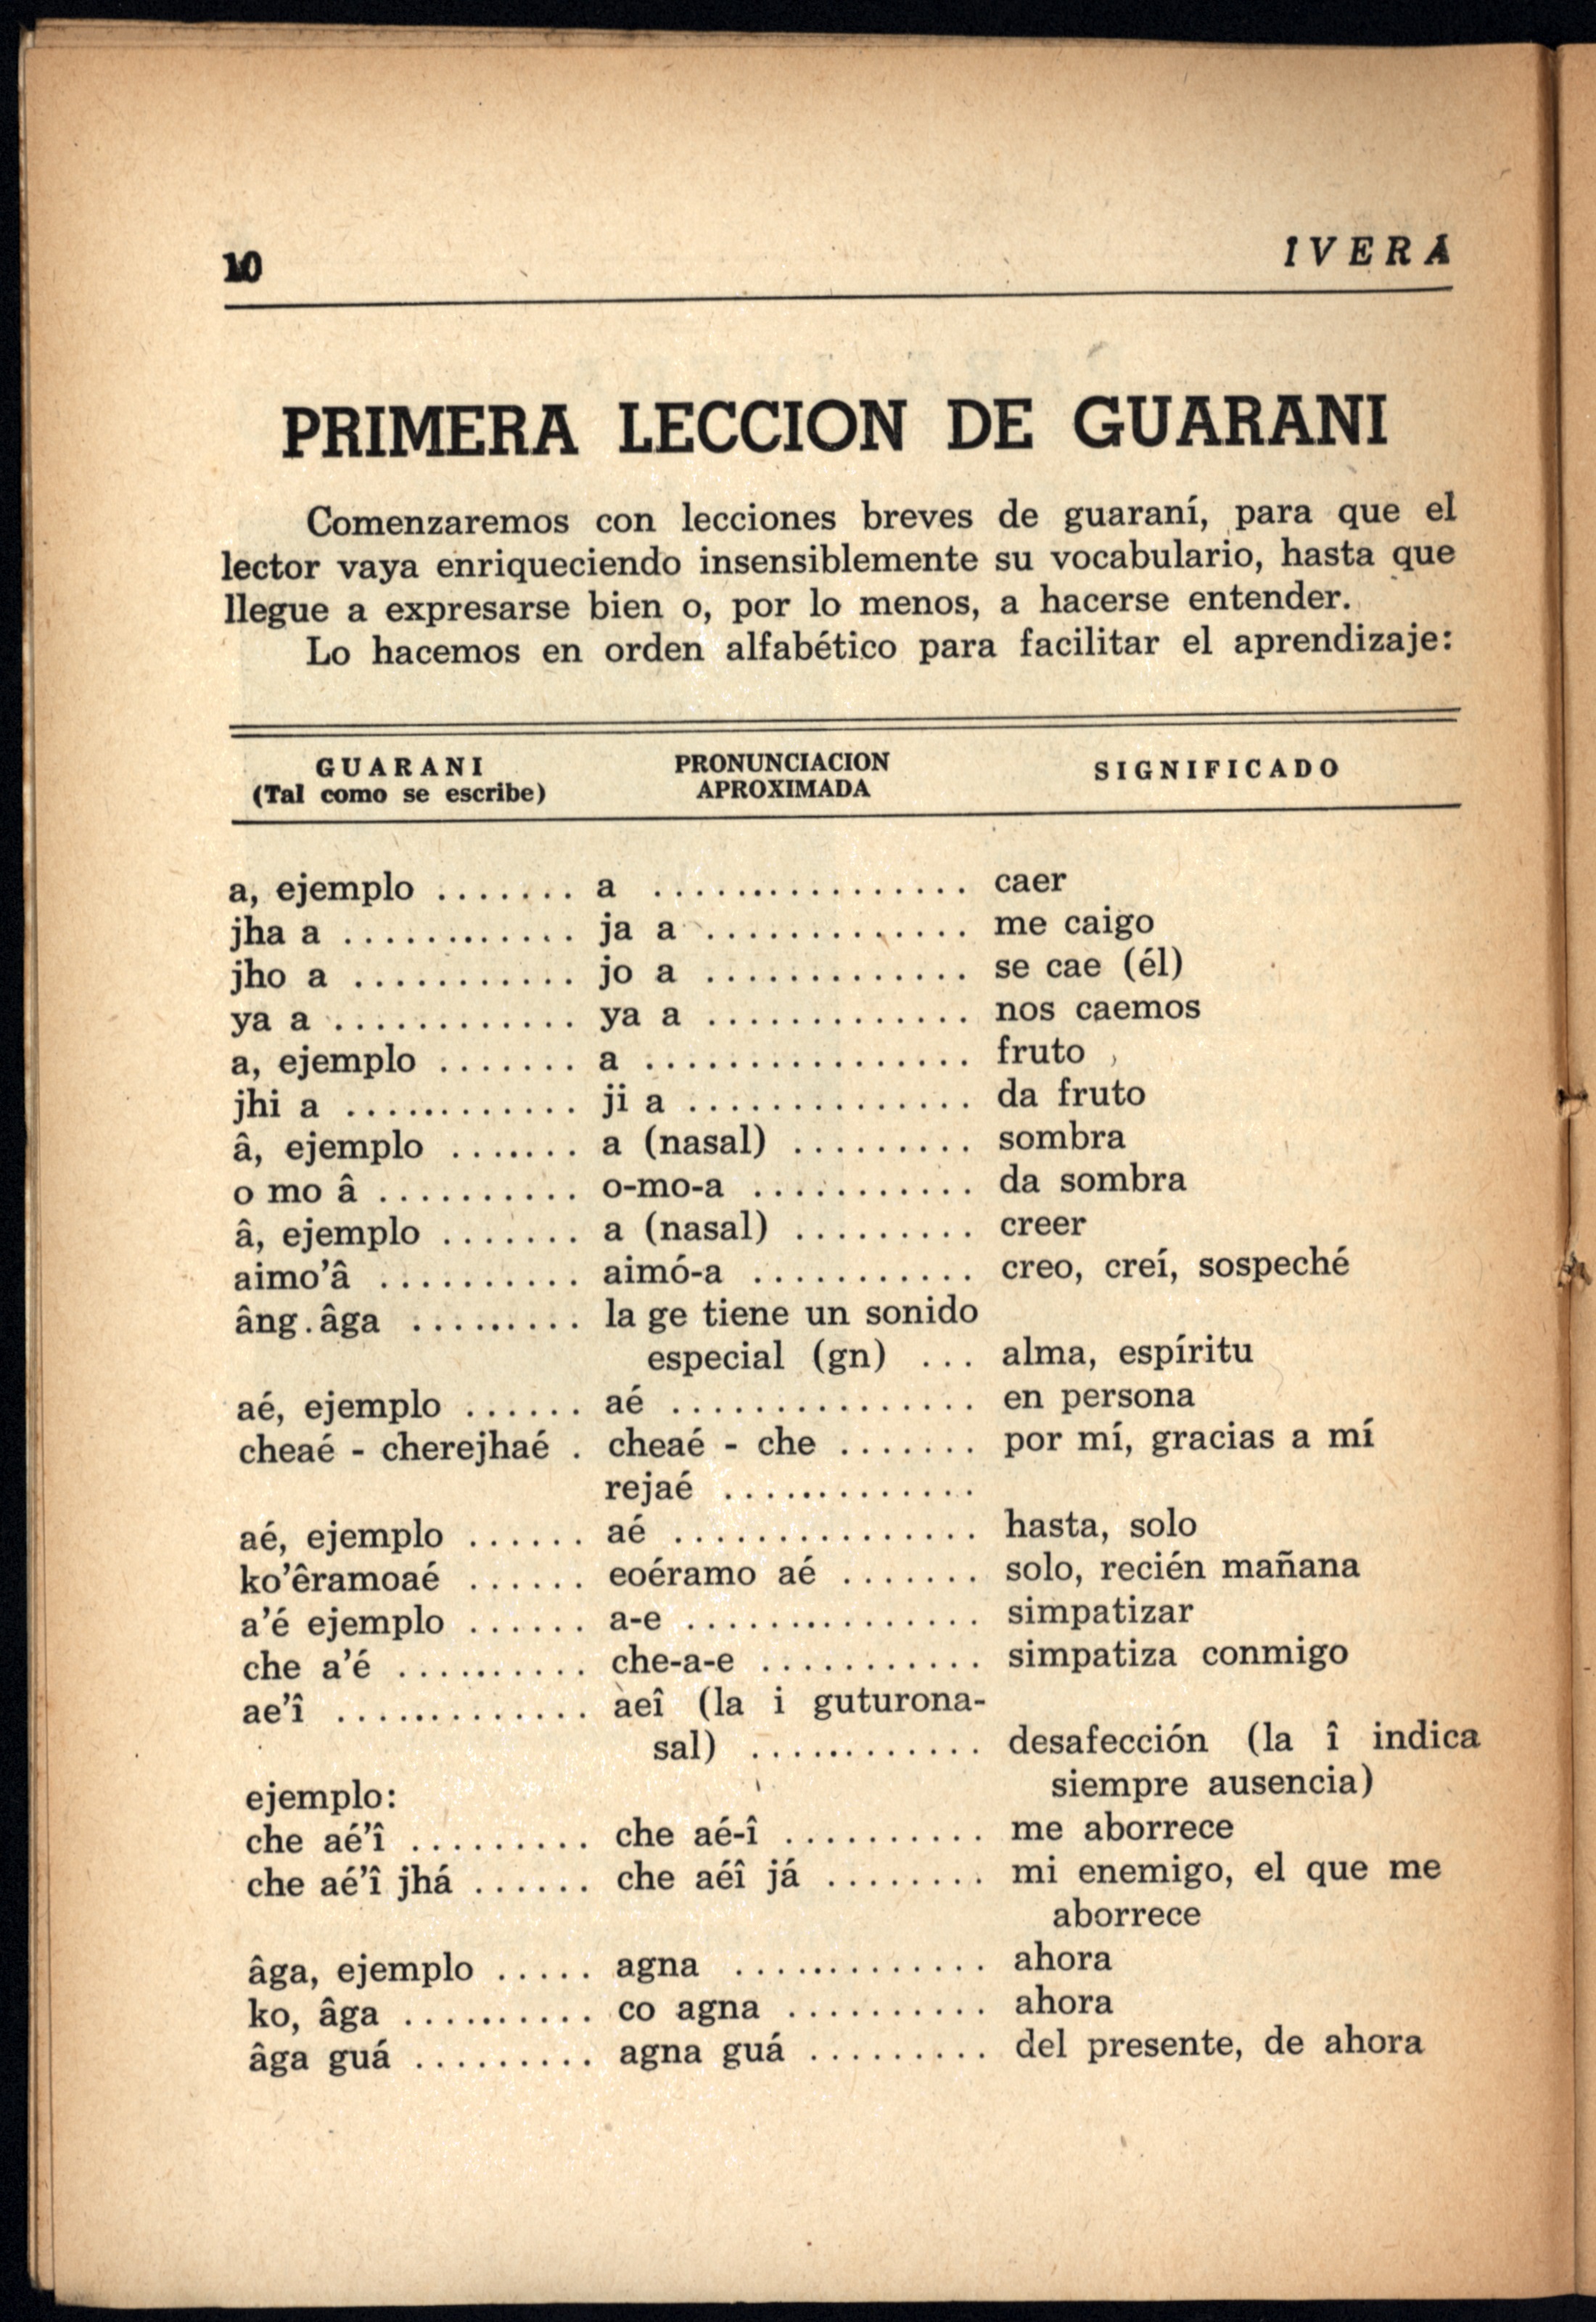 10
IVERA
PRIMERA LECCION DE GUARANI
Comenzaremos con lecciones breves de guaraní, para que el
lector vaya enriqueciendo insensiblemente su vocabulario, hasta que
llegue a expresarse bien o, por lo menos, a hacerse entender.
Lo hacemos en orden alfabético para facilitar el aprendizaje:
GUARANI PRONUNCIACION SIGNIFICADO
(Tal como se escribe) APROXIMADA
a, ejemplo ....... a ............... caer
jha a ........... ja a ............. me caigo
jho a ........... jo a ............. se cae (él)
ya a ............ ya a ............. nos caemos
a, ejemplo ....... a ................ fruto
jhi a ............ ji a .............. da fruto
â, ejemplo ....... a (nasal) ......... sombra
o mo â .......... o-mo-a ........... da sombra
â, ejemplo ....... a (nasal) ......... creer
aimo'â .......... aimó-a ........... creo, creí, sospeché
âng.âga ......... la ge tiene un sonido
especial (gn) ... alma, espíritu
aé, ejemplo ...... aé ............... en persona
cheaé - cherejhaé . cheaé - che ....... por mí, gracias a mí
rejaé .............
aé, ejemplo ...... aé ............... hasta, solo
ko'êramoaé ...... eoéramo aé ....... solo, recién mañana
a'é ejemplo ...... a-e ............... simpatizar
che a'é .......... che-a-e ........... simpatiza conmigo
ae'î ............. aeî (la i guturona-
sal) ............ desafección (la î indica
siempre ausencia)
ejemplo:
che aé'î ......... che aé-î .......... me aborrece
che aé'î jhá ...... che aéî já ........ mi enemigo, el que me
aborrece
âga, ejemplo ..... agna ............. ahora
ko, âga .......... co agna .......... ahora
âga guá ......... agna guá ......... del presente, de ahora